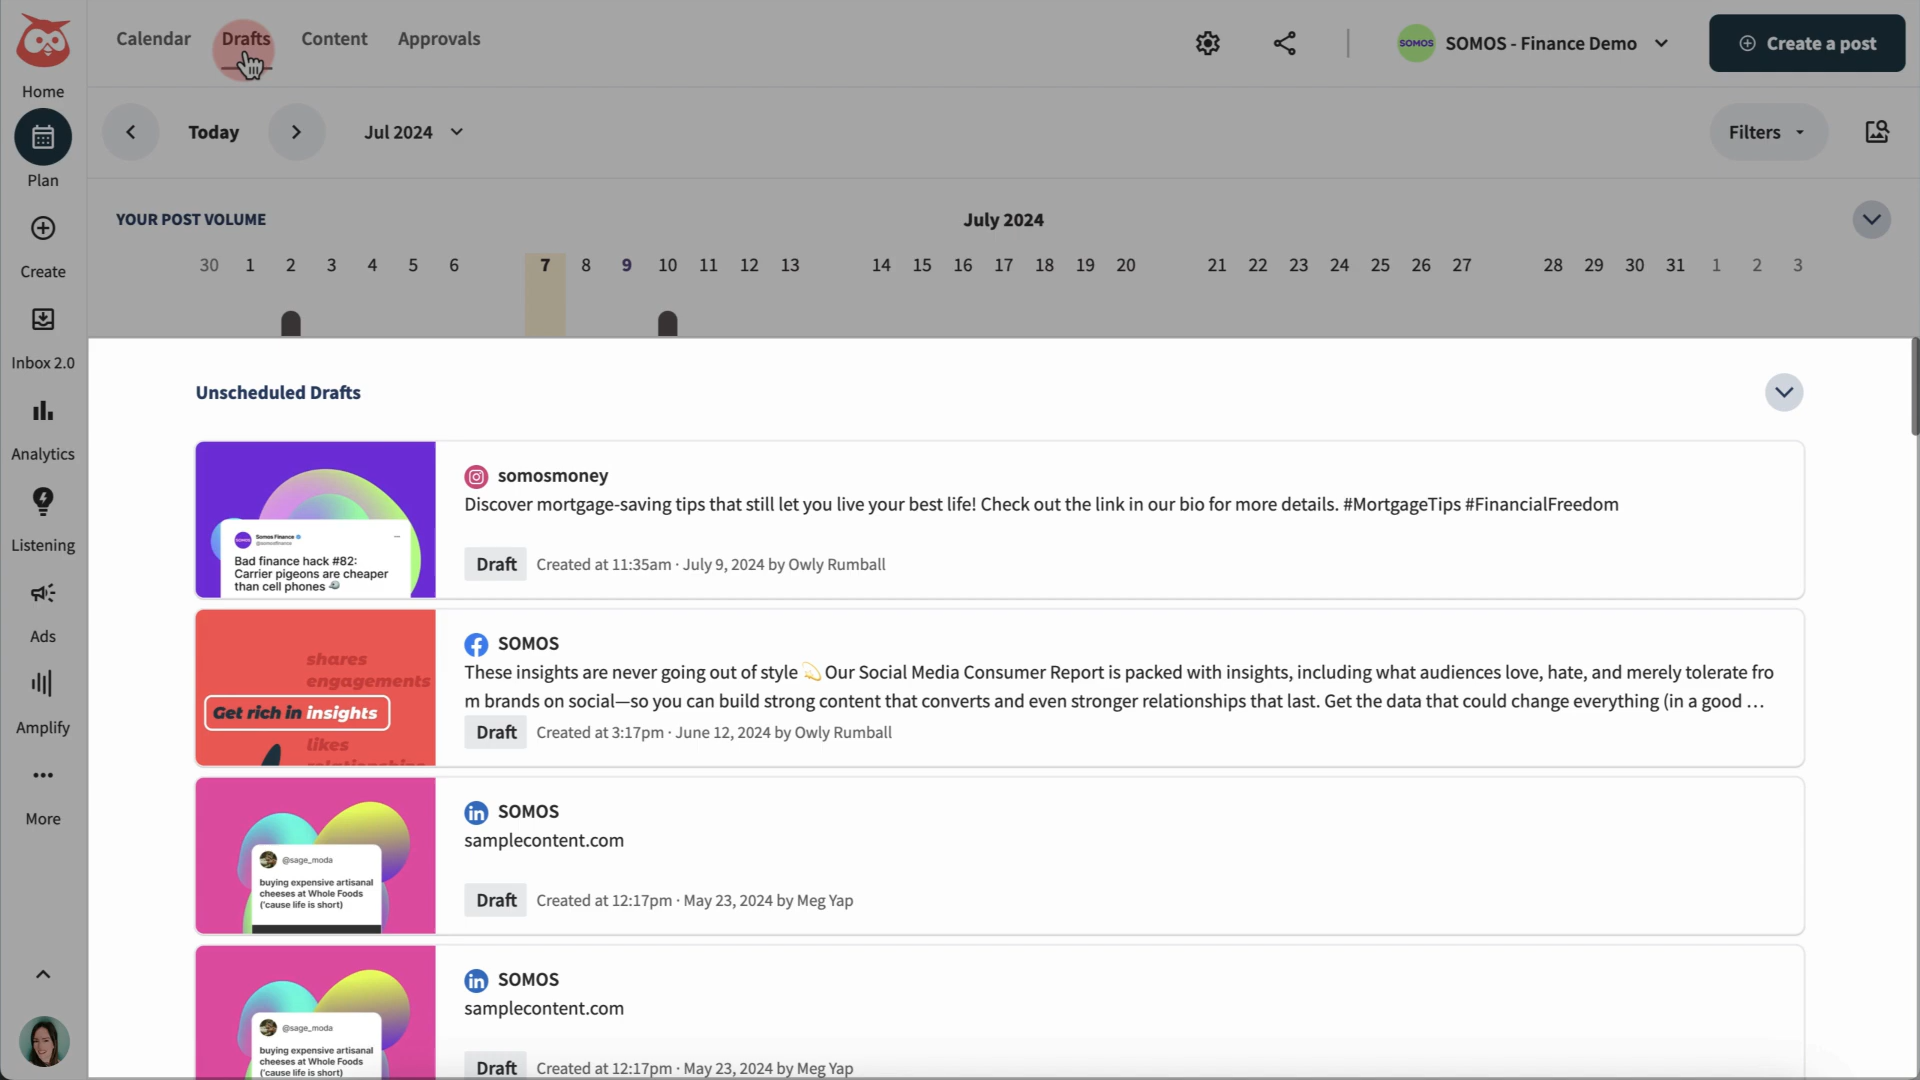 Calendar Drafts Content Approvals
SOMOS SOMOS - Finance Demo
Create a post
Home
Today
Jul 2024
Filters
Plan
YOUR POST VOLUME
July 2024
30 1 2 3 4 5 6 7 8 9 10 11 12 13 14 15 16 17 18 19 20 21 22 23 24 25 26 27 28 29 30 31 1 2 3
Create
Inbox 2.0
Analytics
Listening
Ads
Amplify
More
Unscheduled Drafts
Somos Finance
@somosfinance
Bad finance hack #82:
Carrier pigeons are cheaper
than cell phones
somosmoney
Discover mortgage-saving tips that still let you live your best life! Check out the link in our bio for more details. #MortgageTips #FinancialFreedom
Draft Created at 11:35am · July 9, 2024 by Owly Rumball
shares
engagements
Get rich in insights
likes
relationships
SOMOS
These insights are never going out of style 💫 Our Social Media Consumer Report is packed with insights, including what audiences love, hate, and merely tolerate fro
m brands on social—so you can build strong content that converts and even stronger relationships that last. Get the data that could change everything (in a good …
Draft Created at 3:17pm · June 12, 2024 by Owly Rumball
@sage_moda
buying expensive artisanal
cheeses at Whole Foods
('cause life is short)
SOMOS
samplecontent.com
Draft Created at 12:17pm · May 23, 2024 by Meg Yap
@sage_moda
buying expensive artisanal
cheeses at Whole Foods
('cause life is short)
SOMOS
samplecontent.com
Draft Created at 12:17pm · May 23, 2024 by Meg Yap